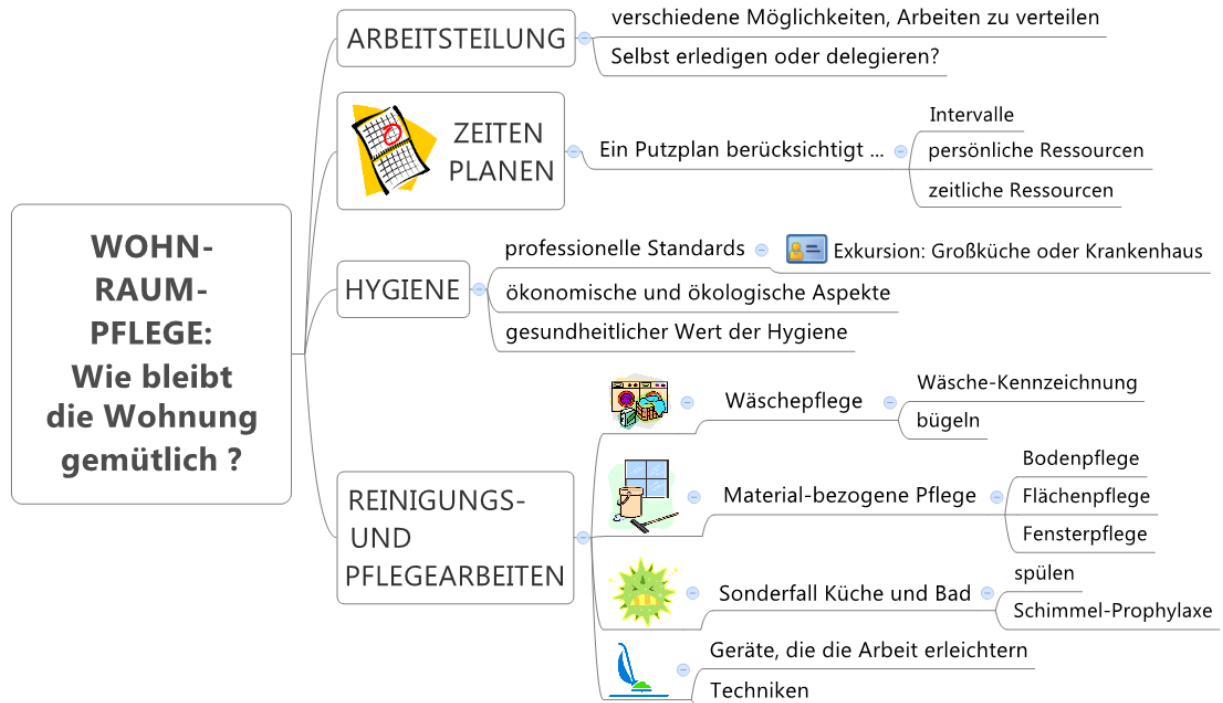 WOHN-
RAUM-
PFLEGE:
Wie bleibt
die Wohnung
gemütlich ?
ARBEITSTEILUNG
verschiedene Möglichkeiten, Arbeiten zu verteilen
Selbst erledigen oder delegieren?
ZEITEN
PLANEN
Ein Putzplan berücksichtigt ...
Intervalle
persönliche Ressourcen
zeitliche Ressourcen
HYGIENE
professionelle Standards
Exkursion: Großküche oder Krankenhaus
ökonomische und ökologische Aspekte
gesundheitlicher Wert der Hygiene
REINIGUNGS-
UND
PFLEGEARBEITEN
Wäschepflege
Wäsche-Kennzeichnung
bügeln
Material-bezogene Pflege
Bodenpflege
Flächenpflege
Fensterpflege
Sonderfall Küche und Bad
spülen
Schimmel-Prophylaxe
Geräte, die die Arbeit erleichtern
Techniken